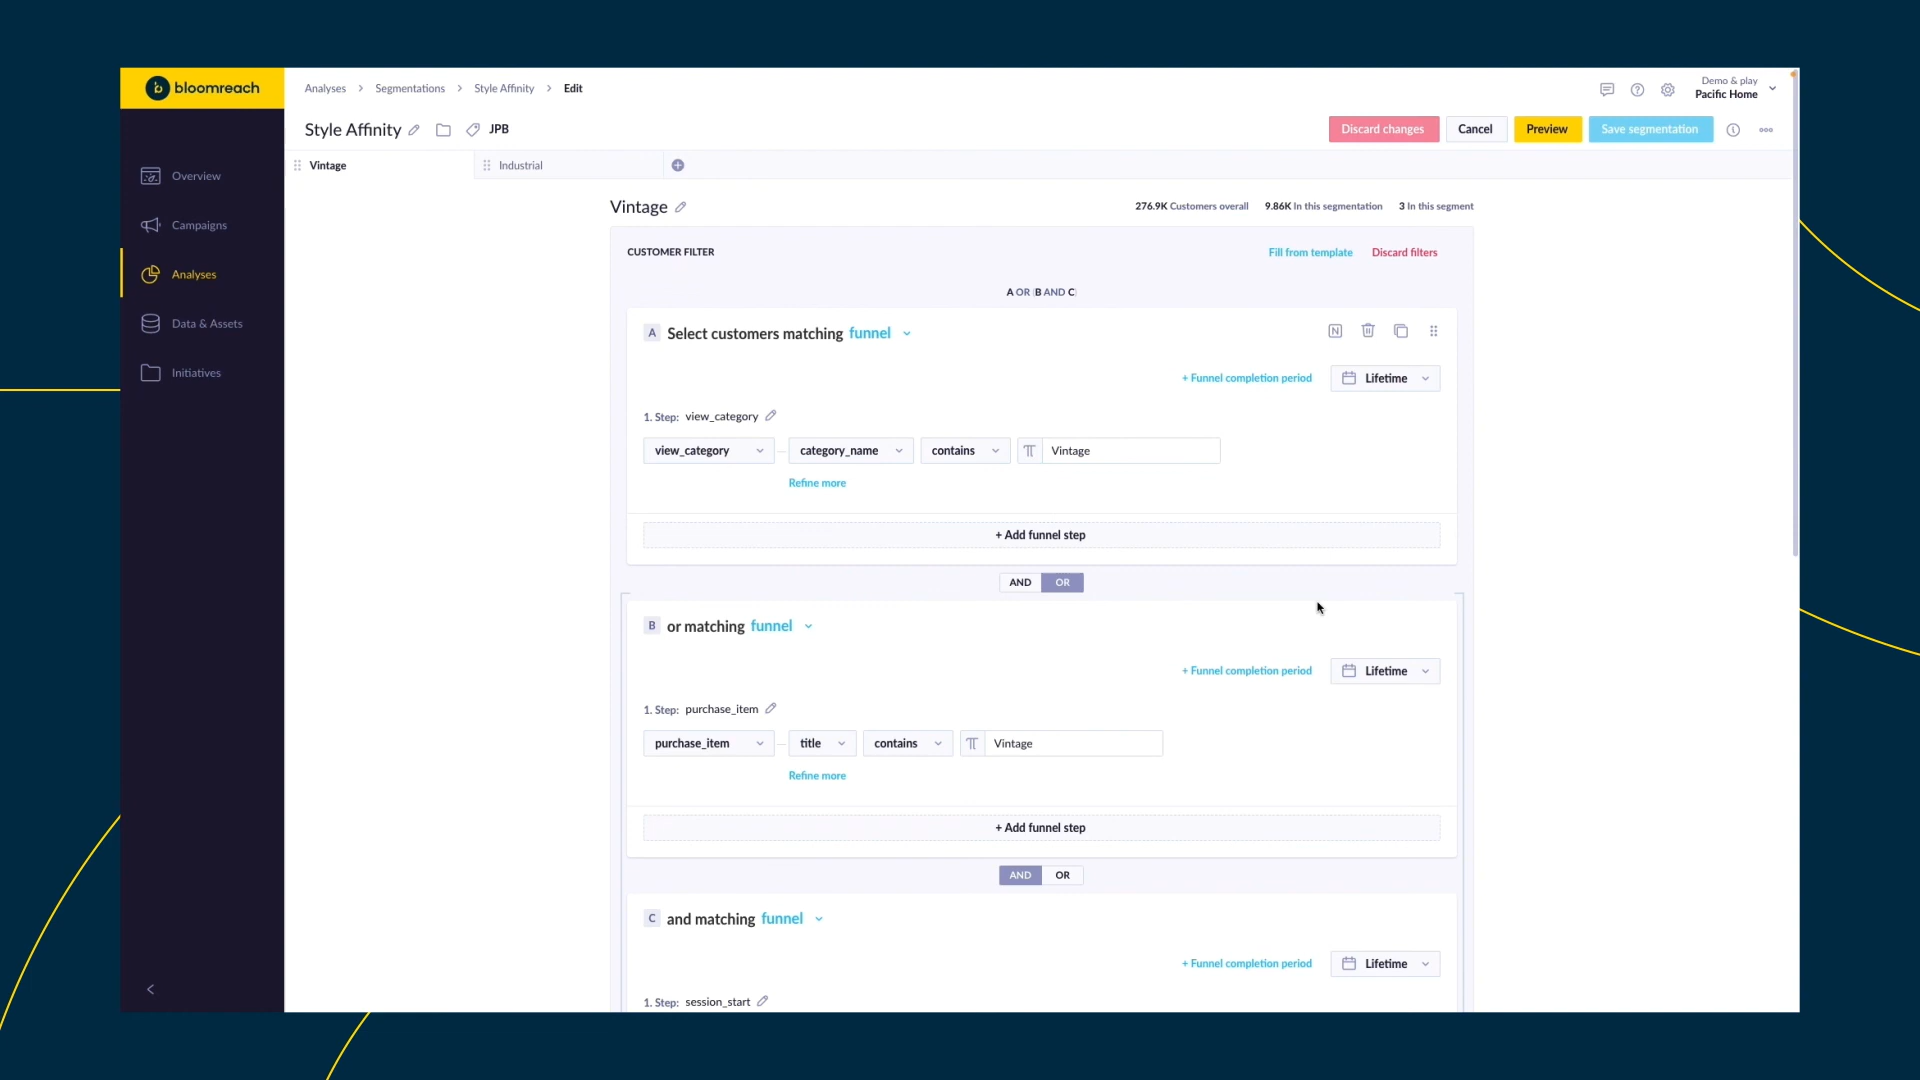 bloomreach
Analyses > Segmentations > Style Affinity > Edit
Demo & play
Pacific Home
Style Affinity JPB
Discard changes Cancel Preview Save segmentation
Vintage Industrial
Overview
Campaigns
Analyses
Data & Assets
Initiatives
Vintage
276.9K Customers overall 9.86K In this segmentation 3 In this segment
CUSTOMER FILTER
Fill from template Discard filters
A OR (B AND C)
A Select customers matching funnel
N
+ Funnel completion period Lifetime
1. Step: view_category
view_category category_name contains Vintage
Refine more
+ Add funnel step
AND OR
B or matching funnel
+ Funnel completion period Lifetime
1. Step: purchase_item
purchase_item title contains Vintage
Refine more
+ Add funnel step
AND OR
C and matching funnel
+ Funnel completion period Lifetime
1. Step: session_start